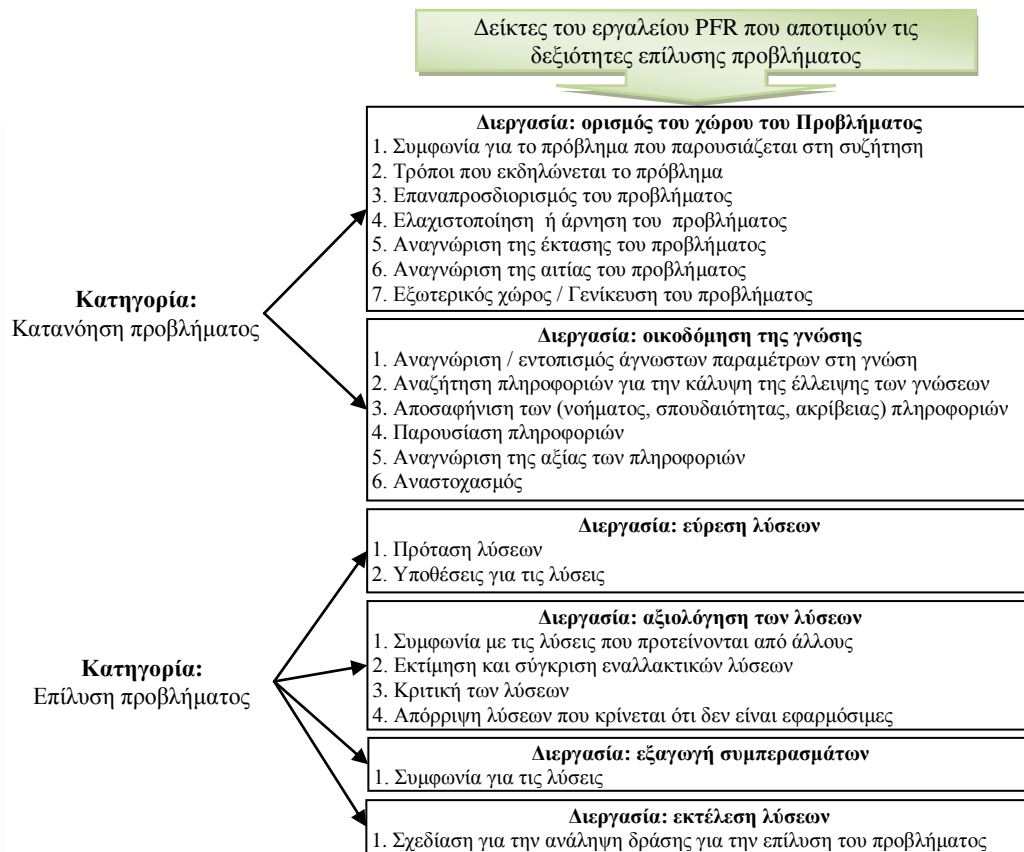 Δείκτες του εργαλείου PFR που αποτιμούν τις
δεξιότητες επίλυσης προβλήματος
Κατηγορία:
Κατανόηση προβλήματος
Διεργασία: ορισμός του χώρου του Προβλήματος
1. Συμφωνία για το πρόβλημα που παρουσιάζεται στη συζήτηση
2. Τρόποι που εκδηλώνεται το πρόβλημα
3. Επαναπροσδιορισμός του προβλήματος
4. Ελαχιστοποίηση ή άρνηση του προβλήματος
5. Αναγνώριση της έκτασης του προβλήματος
6. Αναγνώριση της αιτίας του προβλήματος
7. Εξωτερικός χώρος / Γενίκευση του προβλήματος
Διεργασία: οικοδόμηση της γνώσης
1. Αναγνώριση / εντοπισμός άγνωστων παραμέτρων στη γνώση
2. Αναζήτηση πληροφοριών για την κάλυψη της έλλειψης των γνώσεων
3. Αποσαφήνιση των (νοήματος, σπουδαιότητας, ακρίβειας) πληροφοριών
4. Παρουσίαση πληροφοριών
5. Αναγνώριση της αξίας των πληροφοριών
6. Αναστοχασμός
Κατηγορία:
Επίλυση προβλήματος
Διεργασία: εύρεση λύσεων
1. Πρόταση λύσεων
2. Υποθέσεις για τις λύσεις
Διεργασία: αξιολόγηση των λύσεων
1. Συμφωνία με τις λύσεις που προτείνονται από άλλους
2. Εκτίμηση και σύγκριση εναλλακτικών λύσεων
3. Κριτική των λύσεων
4. Απόρριψη λύσεων που κρίνεται ότι δεν είναι εφαρμόσιμες
Διεργασία: εξαγωγή συμπερασμάτων
1. Συμφωνία για τις λύσεις
Διεργασία: εκτέλεση λύσεων
1. Σχεδίαση για την ανάληψη δράσης για την επίλυση του προβλήματος